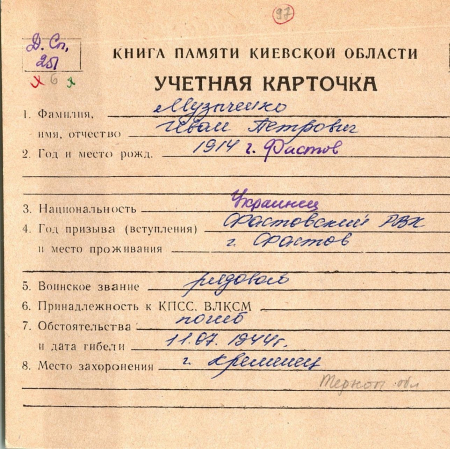 97
Д. Сп,
251
х 6 х
КНИГА ПАМЯТИ КИЕВСКОЙ ОБЛАСТИ
УЧЕТНАЯ КАРТОЧКА
1. Фамилия, Музыченко
имя, отчество Иван Петрович
2. Год и место рожд. 1914 г. Фастов
3. Национальность Украинец
4. Год призыва (вступления) Фастовский РВК
и место проживания г. Фастов
5. Воинское звание рядовой
6. Принадлежность к КПСС. ВЛКСМ
7. Обстоятельства погиб
и дата гибели 11.07.1944г.
8. Место захоронения г. Кременец
Терноп. обл